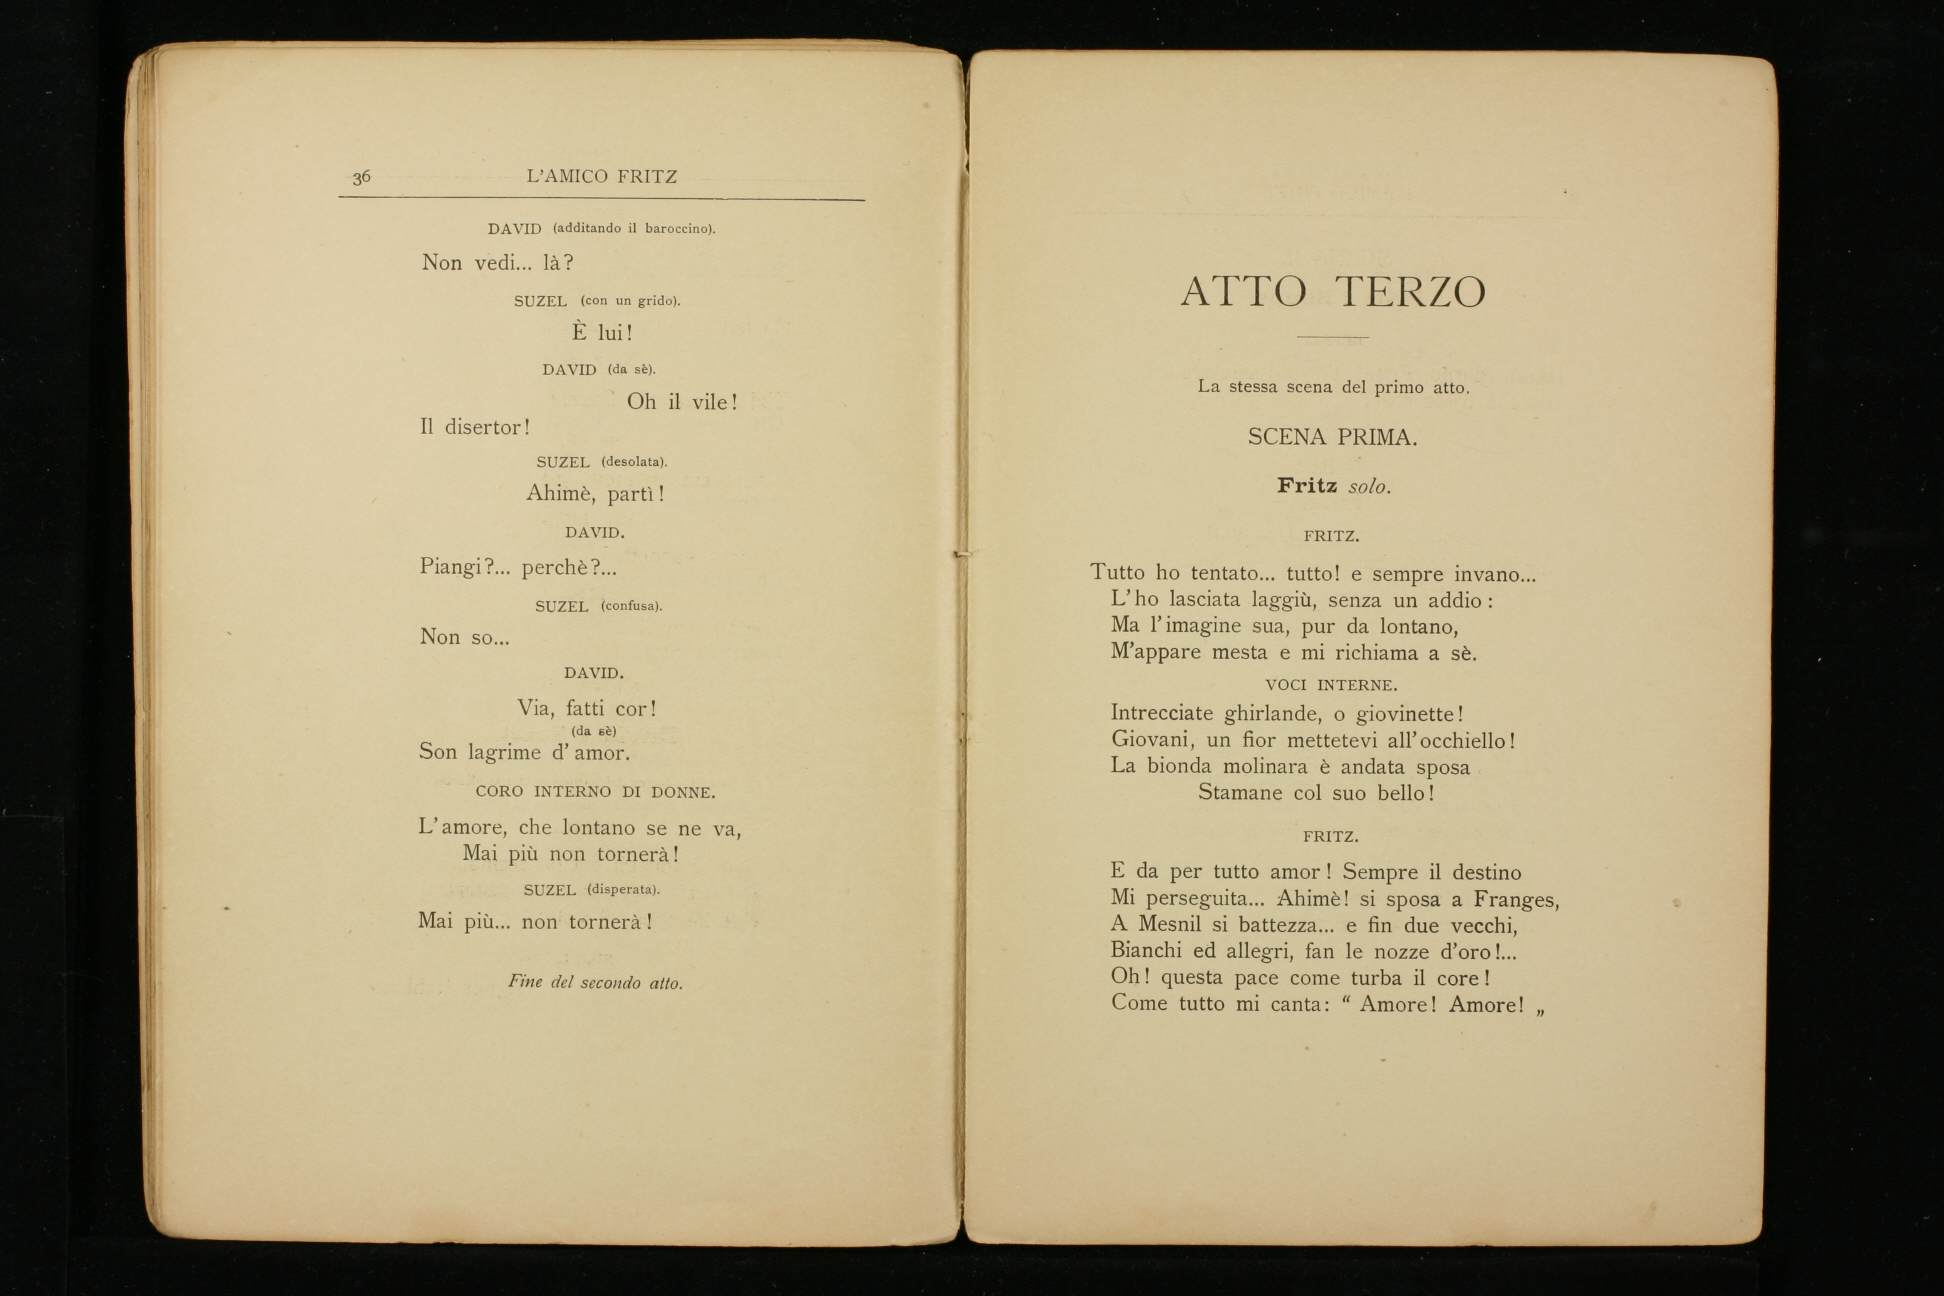 36 L'AMICO FRITZ
DAVID (additando il baroccino).
Non vedi... là?
SUZEL (con un grido).
È lui!
DAVID (da sè).
Oh il vile!
Il disertor!
SUZEL (desolata).
Ahimè, partì!
DAVID.
Piangi?... perchè?...
SUZEL (confusa).
Non so...
DAVID.
Via, fatti cor!
(da sè)
Son lagrime d'amor.
CORO INTERNO DI DONNE.
L'amore, che lontano se ne va,
Mai più non tornerà!
SUZEL (disperata).
Mai più... non tornerà!
Fine del secondo atto.
ATTO TERZO
La stessa scena del primo atto.
SCENA PRIMA.
Fritz solo.
FRITZ.
Tutto ho tentato... tutto! e sempre invano...
L'ho lasciata laggiù, senza un addio:
Ma l'imagine sua, pur da lontano,
M'appare mesta e mi richiama a sè.
VOCI INTERNE.
Intrecciate ghirlande, o giovinette!
Giovani, un fior mettetevi all'occhiello!
La bionda molinara è andata sposa
Stamane col suo bello!
FRITZ.
E da per tutto amor! Sempre il destino
Mi perseguita... Ahimè! si sposa a Franges,
A Mesnil si battezza... e fin due vecchi,
Bianchi ed allegri, fan le nozze d'oro!...
Oh! questa pace come turba il core!
Come tutto mi canta: “ Amore! Amore! „